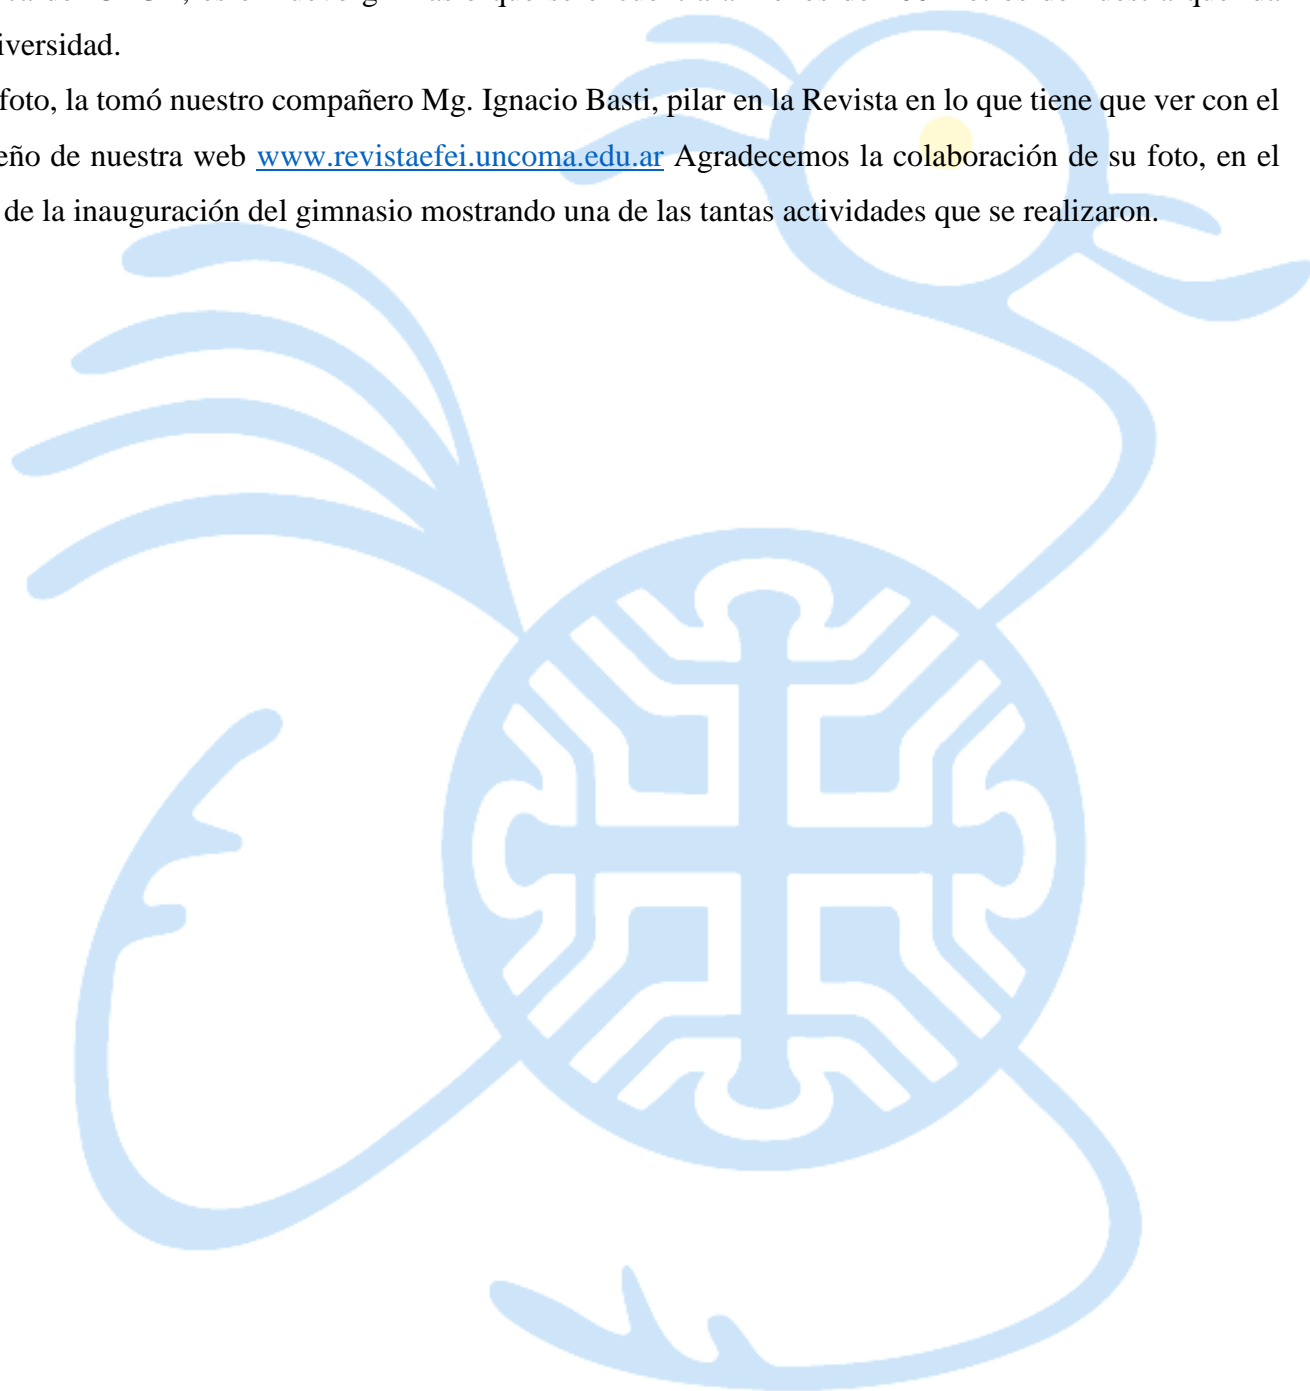 foto, la tomó nuestro compañero Mg. Ignacio Basti, pilar en la Revista en lo que tiene que ver con el
eño de nuestra web www.revistaefei.uncoma.edu.ar Agradecemos la colaboración de su foto, en el
de la inauguración del gimnasio mostrando una de las tantas actividades que se realizaron.